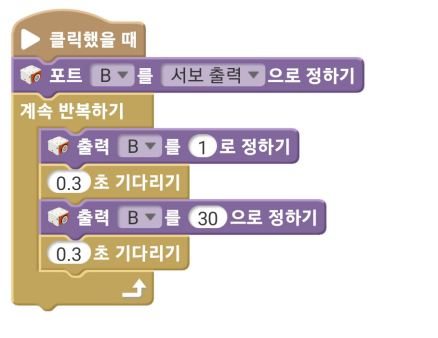 클릭했을 때
포트 B 를 서보 출력 으로 정하기
계속 반복하기
출력 B 를 1 로 정하기
0.3 초 기다리기
출력 B 를 30 으로 정하기
0.3 초 기다리기